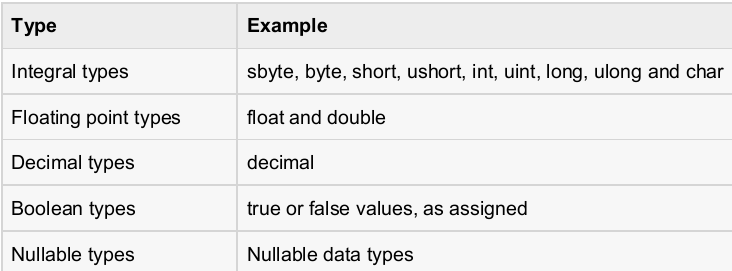 Type Example
Integral types sbyte, byte, short, ushort, int, uint, long, ulong and char
Floating point types float and double
Decimal types decimal
Boolean types true or false values, as assigned
Nullable types Nullable data types